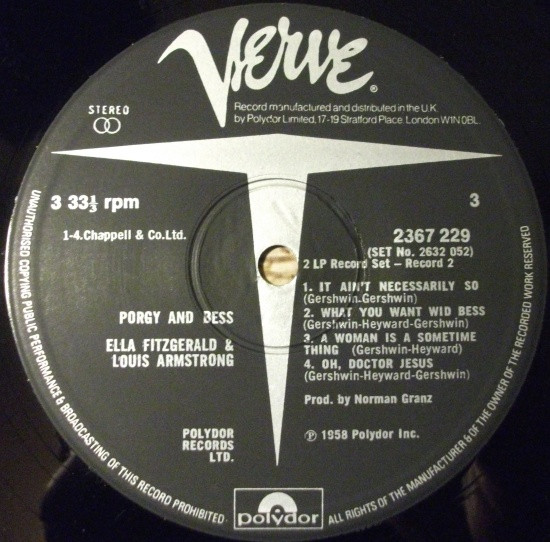 Verve®
STEREO
Record manufactured and distributed in the U.K.
by Polydor Limited, 17-19 Stratford Place. London W1N 0BL.
3 33⅓ rpm
3
1-4. Chappell & Co. Ltd.
2367 229
(SET No. 2632 052)
2 LP Record Set – Record 2
1. IT AIN'T NECESSARILY SO
(Gershwin-Gershwin)
2. WHAT YOU WANT WID BESS
(Gershwin-Heyward-Gershwin)
3. A WOMAN IS A SOMETIME
THING (Gershwin-Heyward)
4. OH, DOCTOR JESUS
(Gershwin-Heyward-Gershwin)
Prod. by Norman Granz
PORGY AND BESS
ELLA FITZGERALD &
LOUIS ARMSTRONG
℗ 1958 Polydor Inc.
POLYDOR
RECORDS
LTD.
polydor
UNAUTHORISED COPYING PUBLIC PERFORMANCE & BROADCASTING OF THIS RECORD PROHIBITED · ALL RIGHTS OF THE MANUFACTURER & OF THE OWNER OF THE RECORDED WORK RESERVED